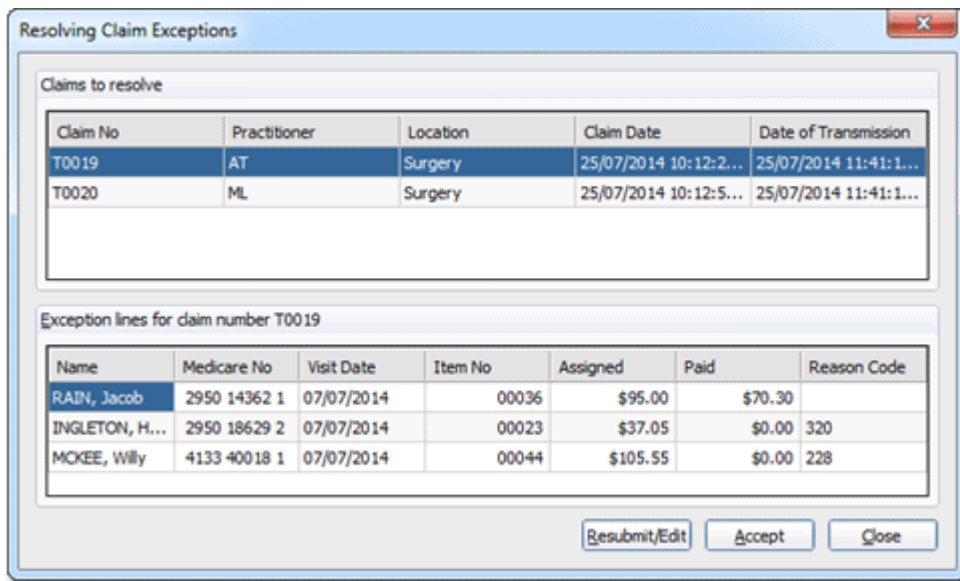 Resolving Claim Exceptions
Claims to resolve
Claim No Practitioner Location Claim Date Date of Transmission
T0019 AT Surgery 25/07/2014 10:12:2... 25/07/2014 11:41:1...
T0020 ML Surgery 25/07/2014 10:12:5... 25/07/2014 11:41:1...
Exception lines for claim number T0019
Name Medicare No Visit Date Item No Assigned Paid Reason Code
RAIN, Jacob 2950 14362 1 07/07/2014 00036 $95.00 $70.30
INGLETON, H... 2950 18629 2 07/07/2014 00023 $37.05 $0.00 320
MCKEE, Willy 4133 40018 1 07/07/2014 00044 $105.55 $0.00 228
Resubmit/Edit Accept Close